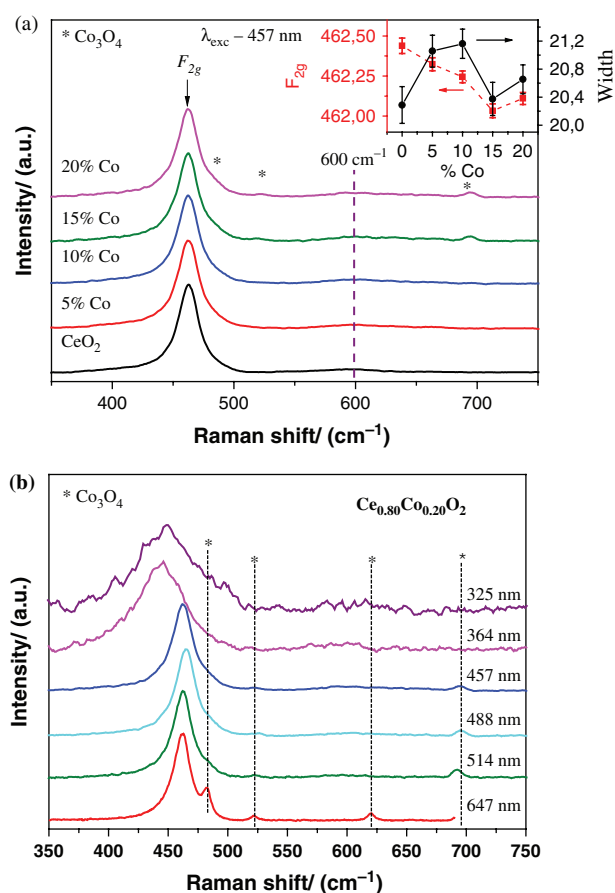 (a)
* Co₃O₄
λexc – 457 nm
F2g
462,50
462,25
462,00
F2g
21,2
20,8
20,4
20,0
Width
0 5 10 15 20
% Co
*
*
*
600 cm⁻¹
20% Co
15% Co
10% Co
5% Co
CeO₂
Intensity/ (a.u.)
400 500 600 700
Raman shift/ (cm⁻¹)
(b)
* Co₃O₄
Ce0.80Co0.20O2
* * * *
325 nm
364 nm
457 nm
488 nm
514 nm
647 nm
Intensity/ (a.u.)
350 400 450 500 550 600 650 700 750
Raman shift/ (cm⁻¹)